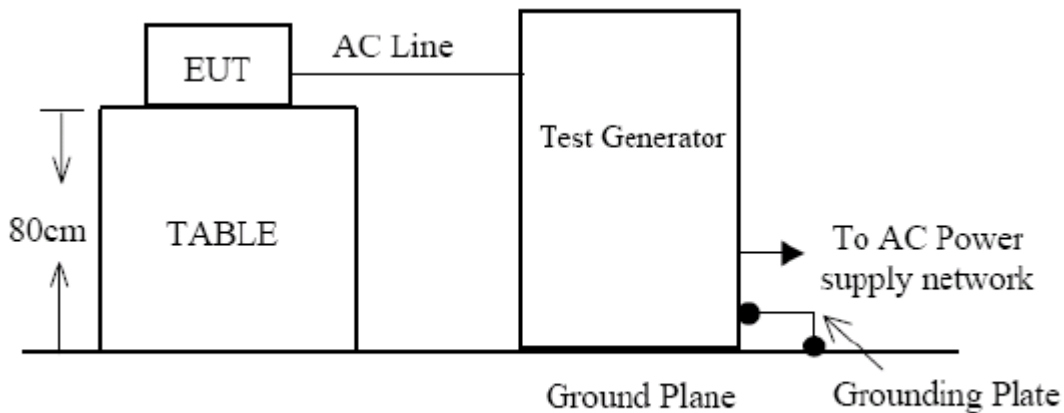 AC Line
EUT
Test Generator
80cm
TABLE
To AC Power
supply network
Ground Plane
Grounding Plate